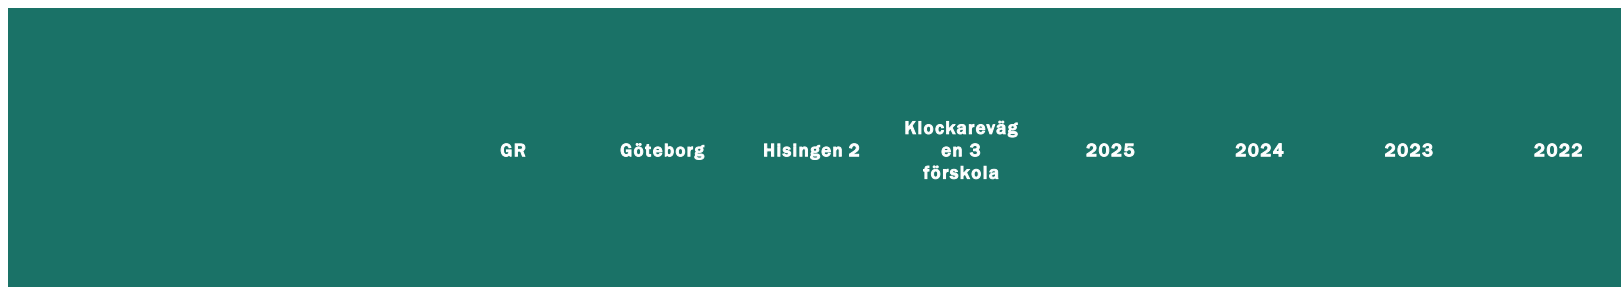 GR Göteborg Hisingen 2 Klockareväg
en 3
förskola 2025 2024 2023 2022